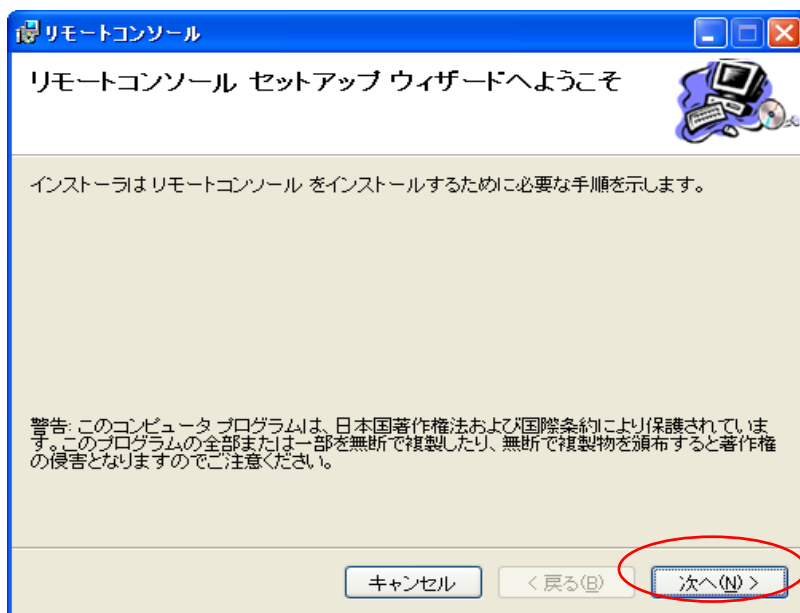 リモートコンソール
リモートコンソール セットアップ ウィザードへようこそ
インストーラは リモートコンソール をインストールするために必要な手順を示します。
警告: このコンピュータ プログラムは、日本国著作権法および国際条約により保護されていま
す。このプログラムの全部または一部を無断で複製したり、無断で複製物を頒布すると著作権
の侵害となりますのでご注意ください。
キャンセル
< 戻る(B)
次へ(N) >